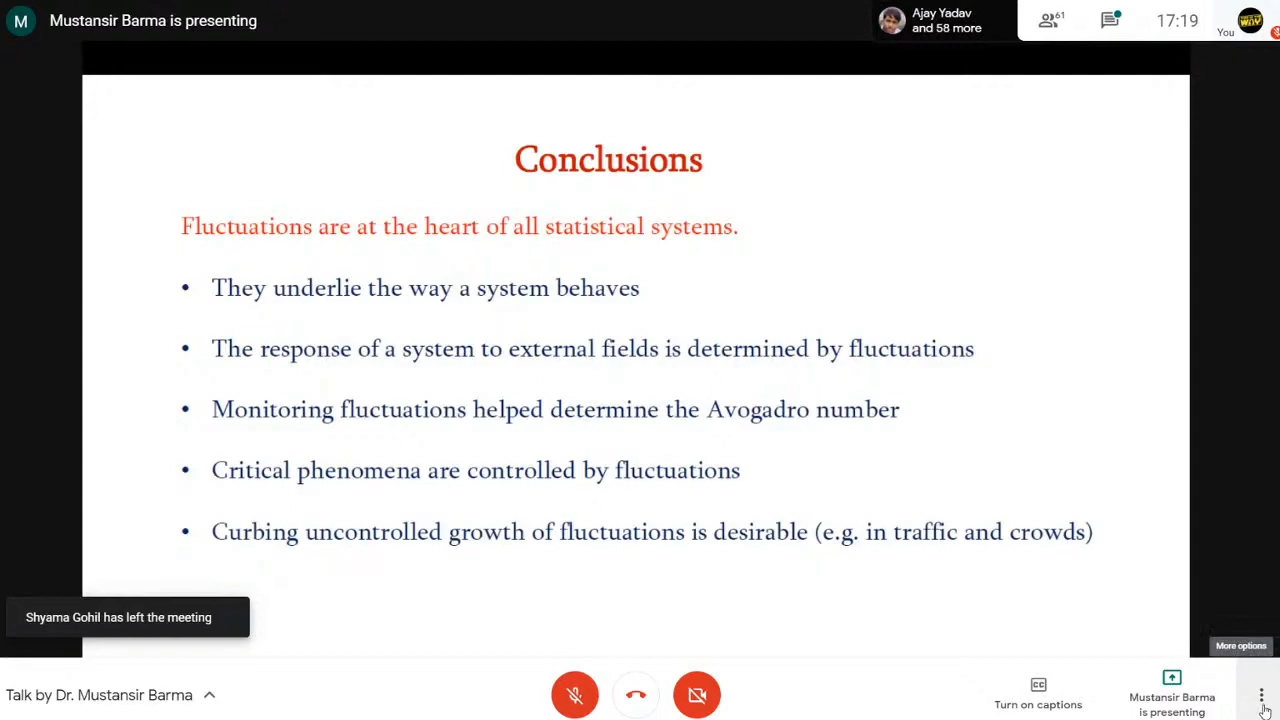 M
Mustansir Barma is presenting
Ajay Yadav
and 58 more
61
17:19
You
Conclusions
Fluctuations are at the heart of all statistical systems.
• They underlie the way a system behaves
• The response of a system to external fields is determined by fluctuations
• Monitoring fluctuations helped determine the Avogadro number
• Critical phenomena are controlled by fluctuations
• Curbing uncontrolled growth of fluctuations is desirable (e.g. in traffic and crowds)
Shyama Gohil has left the meeting
More options
Talk by Dr. Mustansir Barma
CC
Turn on captions
Mustansir Barma
is presenting